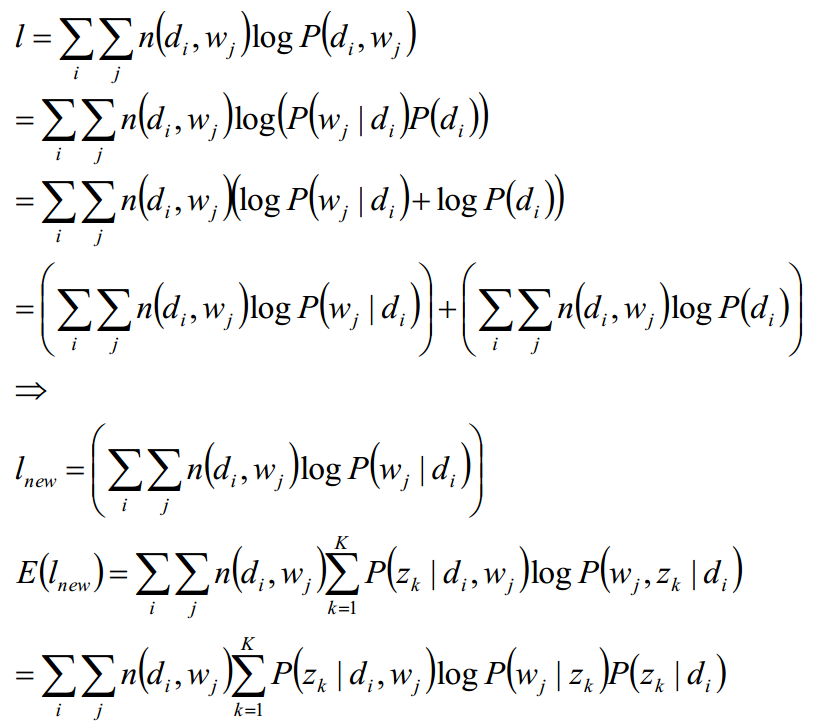 l = ∑_i ∑_j n(d_i, w_j) log P(d_i, w_j)
= ∑_i ∑_j n(d_i, w_j) log(P(w_j | d_i)P(d_i))
= ∑_i ∑_j n(d_i, w_j)(log P(w_j | d_i) + log P(d_i))
= (∑_i ∑_j n(d_i, w_j) log P(w_j | d_i)) + (∑_i ∑_j n(d_i, w_j) log P(d_i))
⇒
l_new = (∑_i ∑_j n(d_i, w_j) log P(w_j | d_i))
E(l_new) = ∑_i ∑_j n(d_i, w_j) ∑_{k=1}^{K} P(z_k | d_i, w_j) log P(w_j, z_k | d_i)
= ∑_i ∑_j n(d_i, w_j) ∑_{k=1}^{K} P(z_k | d_i, w_j) log P(w_j | z_k)P(z_k | d_i)